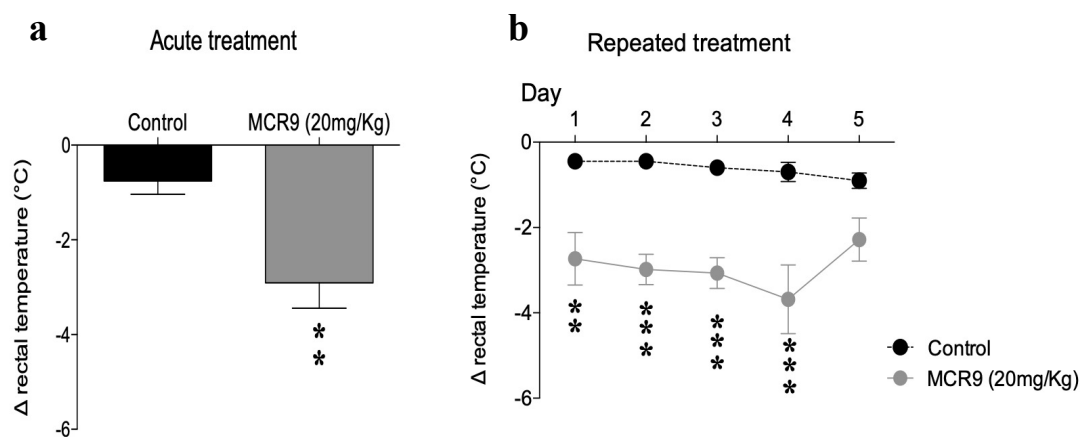 a
Acute treatment
Control
MCR9 (20mg/Kg)
0
-2
-4
-6
Δ rectal temperature (°C)
*
*
b
Repeated treatment
Day
1 2 3 4 5
0
-2
-4
-6
Δ rectal temperature (°C)
**
***
***
***
Control
MCR9 (20mg/Kg)